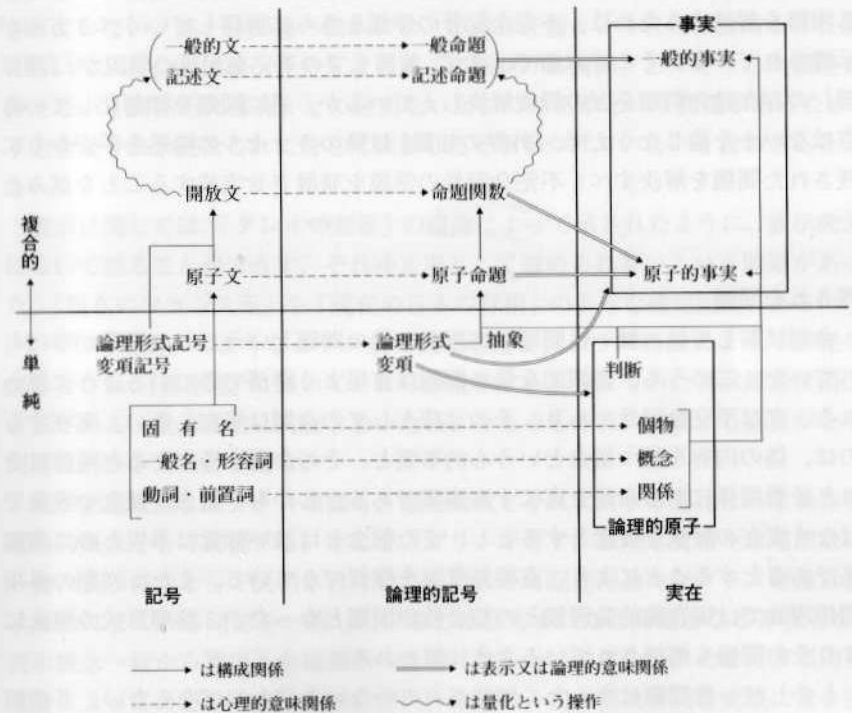 事実
一般的文 一般命題 一般的事実
記述文 記述命題
開放文 命題関数
複合的
原子文 原子命題 原子的事実
論理形式記号 論理形式 抽象
変項記号 変項 判断
単純
固有名 個物
一般名・形容詞 概念
動詞・前置詞 関係
論理的原子
記号 論理的記号 実在
は構成関係 は表示又は論理的意味関係
は心理的意味関係 は量化という操作